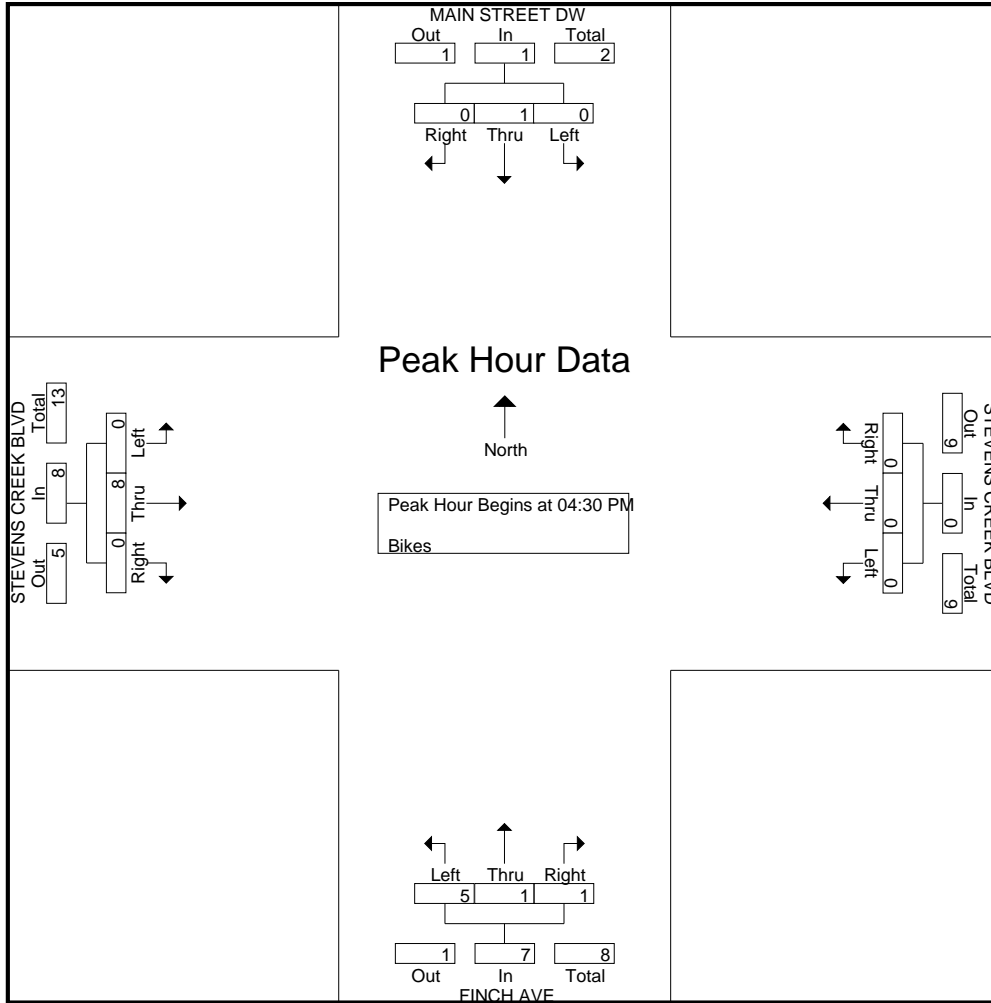 MAIN STREET DW
Out In Total
1 1 2
0 1 0
Right Thru Left
Peak Hour Data
North
Peak Hour Begins at 04:30 PM
Bikes
STEVENS CREEK BLVD
Total In Out
13 8 5
0 8 0
Left Thru Right
STEVENS CREEK BLVD
Out In Total
9 0 9
0 0 0
Right Thru Left
Left Thru Right
5 1 1
1 7 8
Out In Total
FINCH AVE